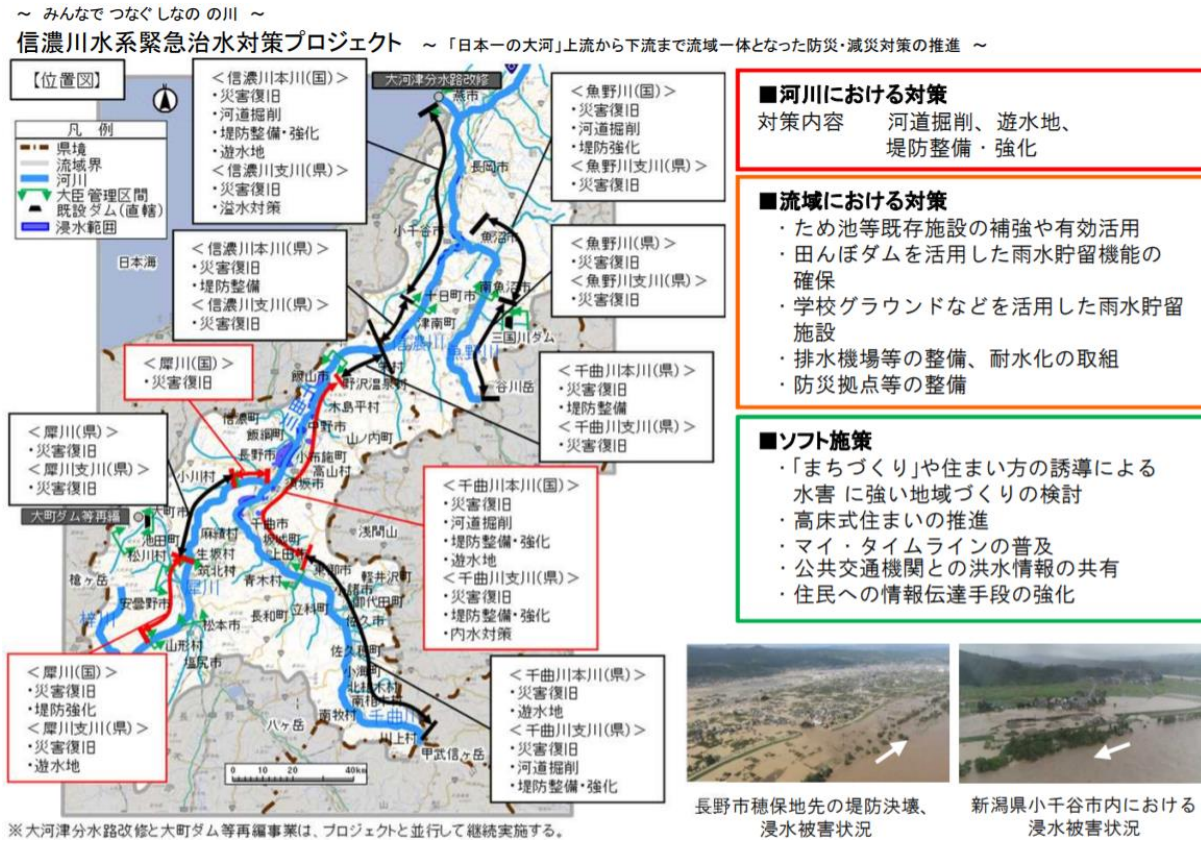 ～ みんなで つなぐ しなの の川 ～
信濃川水系緊急治水対策プロジェクト ～「日本一の大河」上流から下流まで流域一体となった防災・減災対策の推進 ～
【位置図】
凡 例
県境
流域界
河川
大臣管理区間
既設ダム(直轄)
浸水範囲
日本海
＜信濃川本川(国)＞
・災害復旧
・河道掘削
・堤防整備・強化
・遊水地
＜信濃川支川(県)＞
・災害復旧
・溢水対策
大河津分水路改修
燕市
長岡市
小千谷市
魚沼市
十日町市
南魚沼市
津南町
三国川ダム
信濃川
魚野川
谷川岳
＜魚野川(国)＞
・災害復旧
・河道掘削
・堤防強化
＜魚野川支川(県)＞
・災害復旧
＜魚野川(県)＞
・災害復旧
＜魚野川支川(県)＞
・災害復旧
＜信濃川本川(県)＞
・災害復旧
・堤防整備
＜信濃川支川(県)＞
・災害復旧
＜犀川(国)＞
・災害復旧
＜千曲川本川(県)＞
・災害復旧
・堤防整備
＜千曲川支川(県)＞
・災害復旧
飯山市
野沢温泉村
木島平村
信濃町
中野市
山ノ内町
飯綱町
長野市
小布施町
高山村
須坂市
小川村
＜犀川(県)＞
・災害復旧
＜犀川支川(県)＞
・災害復旧
大町ダム等再編
大町市
池田町
松川村
麻績村
生坂村
筑北村
千曲市
坂城町
上田市
青木村
東御市
浅間山
軽井沢町
御代田町
槍ヶ岳
安曇野市
犀川
梓川
松本市
長和町
立科町
佐久市
山形村
塩尻市
佐久穂町
小海町
北相木村
南相木村
南牧村
千曲川
川上村
八ヶ岳
甲武信ヶ岳
＜千曲川本川(国)＞
・災害復旧
・河道掘削
・堤防整備・強化
・遊水地
＜千曲川支川(県)＞
・災害復旧
・堤防整備・強化
・内水対策
＜犀川(国)＞
・災害復旧
・堤防強化
＜犀川支川(県)＞
・災害復旧
・遊水地
＜千曲川本川(県)＞
・災害復旧
・遊水地
＜千曲川支川(県)＞
・災害復旧
・河道掘削
・堤防整備・強化
0 10 20 40km
※大河津分水路改修と大町ダム等再編事業は、プロジェクトと並行して継続実施する。
■河川における対策
対策内容 河道掘削、遊水地、
堤防整備・強化
■流域における対策
・ため池等既存施設の補強や有効活用
・田んぼダムを活用した雨水貯留機能の
確保
・学校グラウンドなどを活用した雨水貯留
施設
・排水機場等の整備、耐水化の取組
・防災拠点等の整備
■ソフト施策
・「まちづくり」や住まい方の誘導による
水害 に強い地域づくりの検討
・高床式住まいの推進
・マイ・タイムラインの普及
・公共交通機関との洪水情報の共有
・住民への情報伝達手段の強化
長野市穂保地先の堤防決壊、
浸水被害状況
新潟県小千谷市内における
浸水被害状況